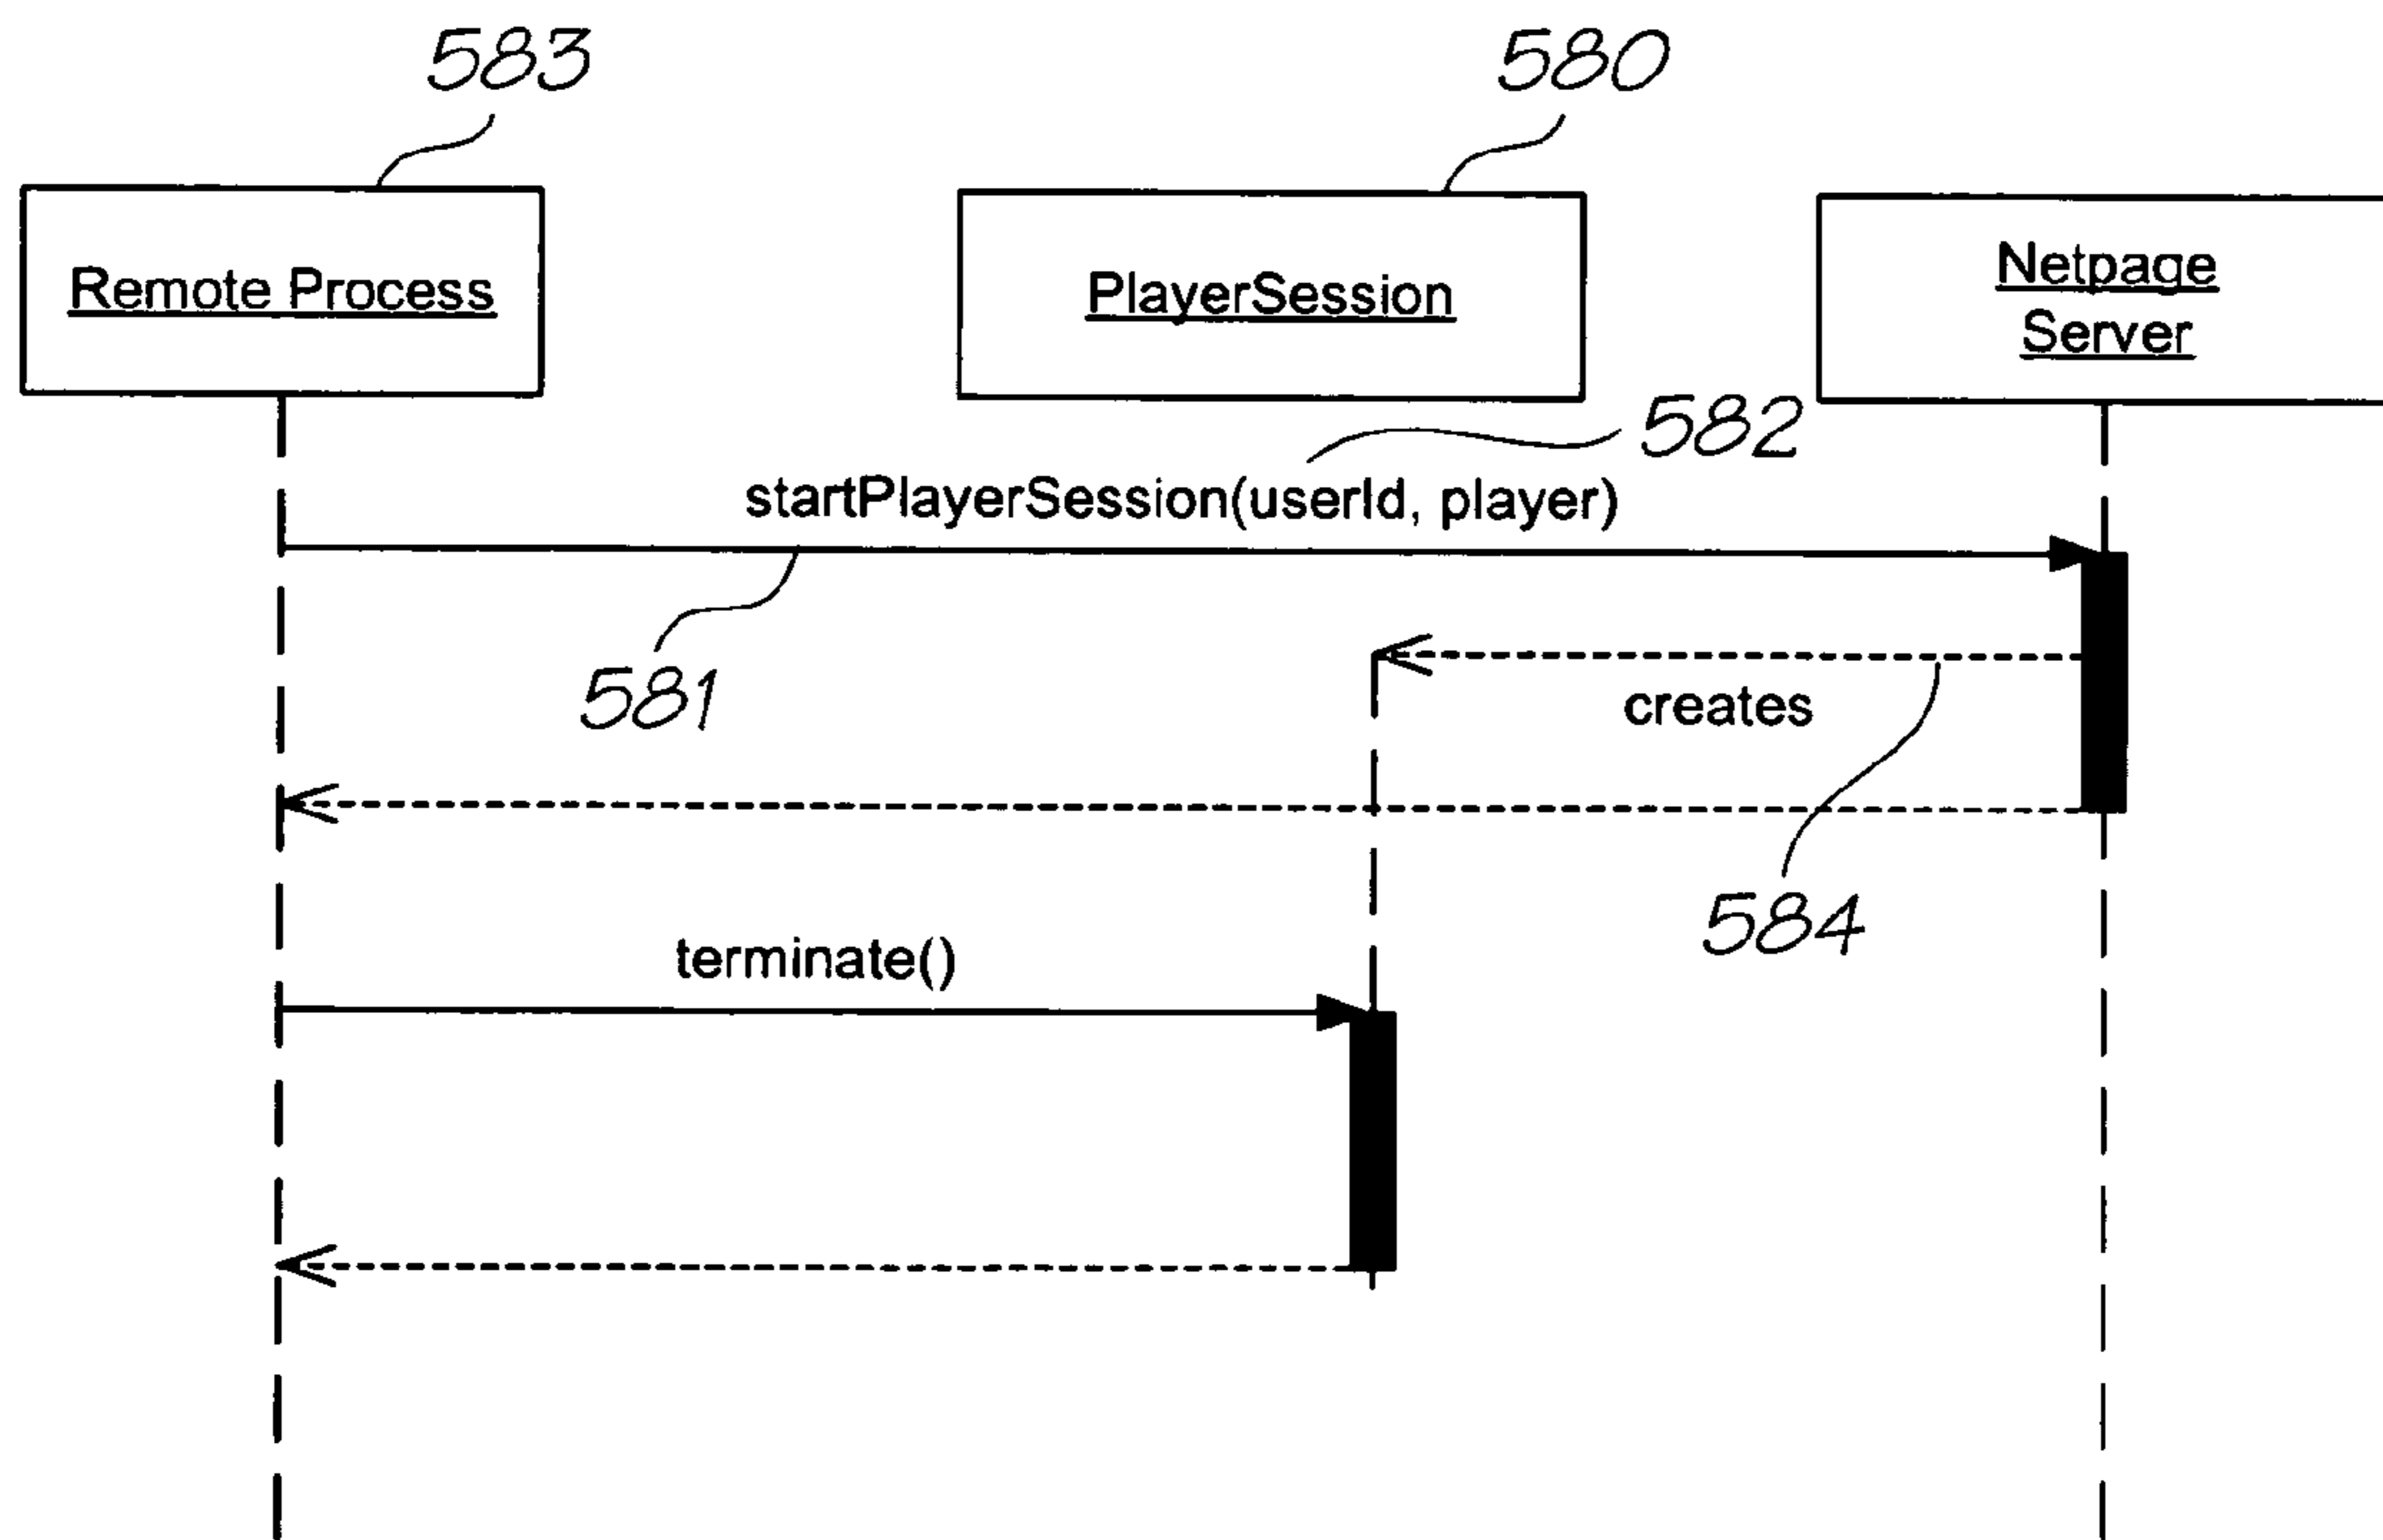 583
580
Remote Process
PlayerSession
Netpage
Server
582
startPlayerSession(userId, player)
581
creates
584
terminate()